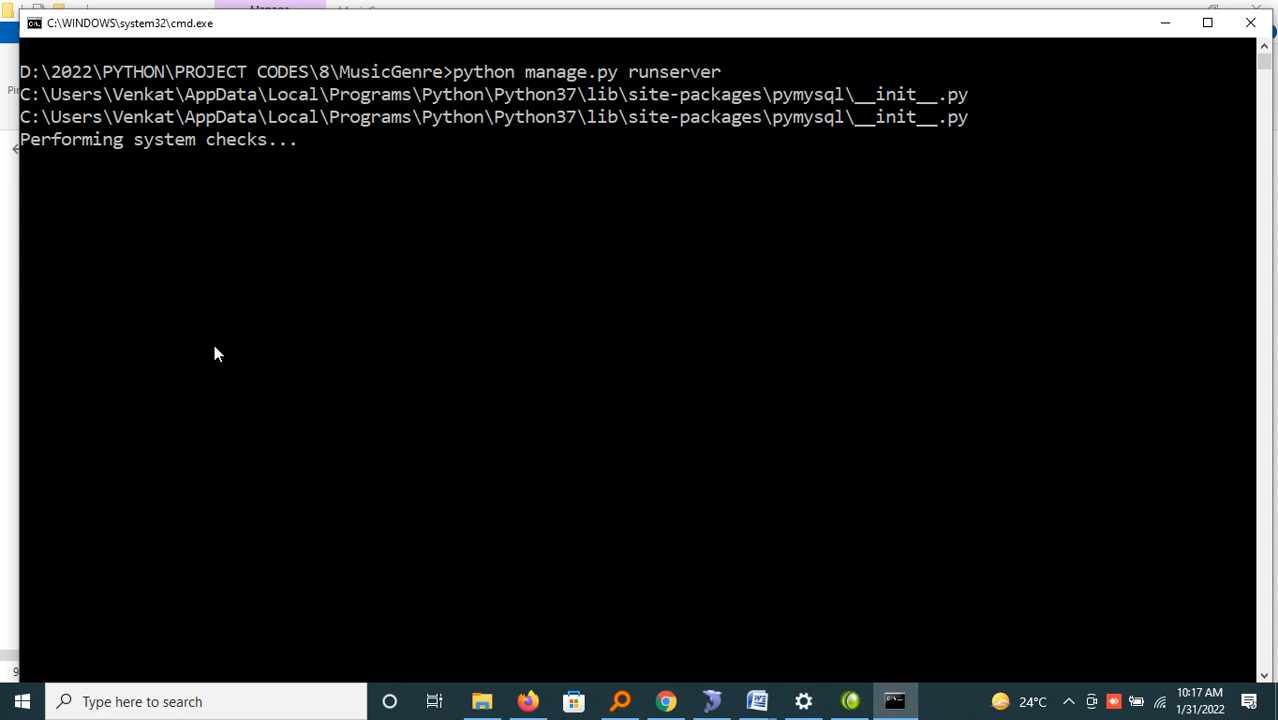 Manage
C:\WINDOWS\system32\cmd.exe
D:\2022\PYTHON\PROJECT CODES\8\MusicGenre>python manage.py runserver
C:\Users\Venkat\AppData\Local\Programs\Python\Python37\lib\site-packages\pymysql\__init__.py
C:\Users\Venkat\AppData\Local\Programs\Python\Python37\lib\site-packages\pymysql\__init__.py
Performing system checks...
Type here to search
24°C
10:17 AM
1/31/2022